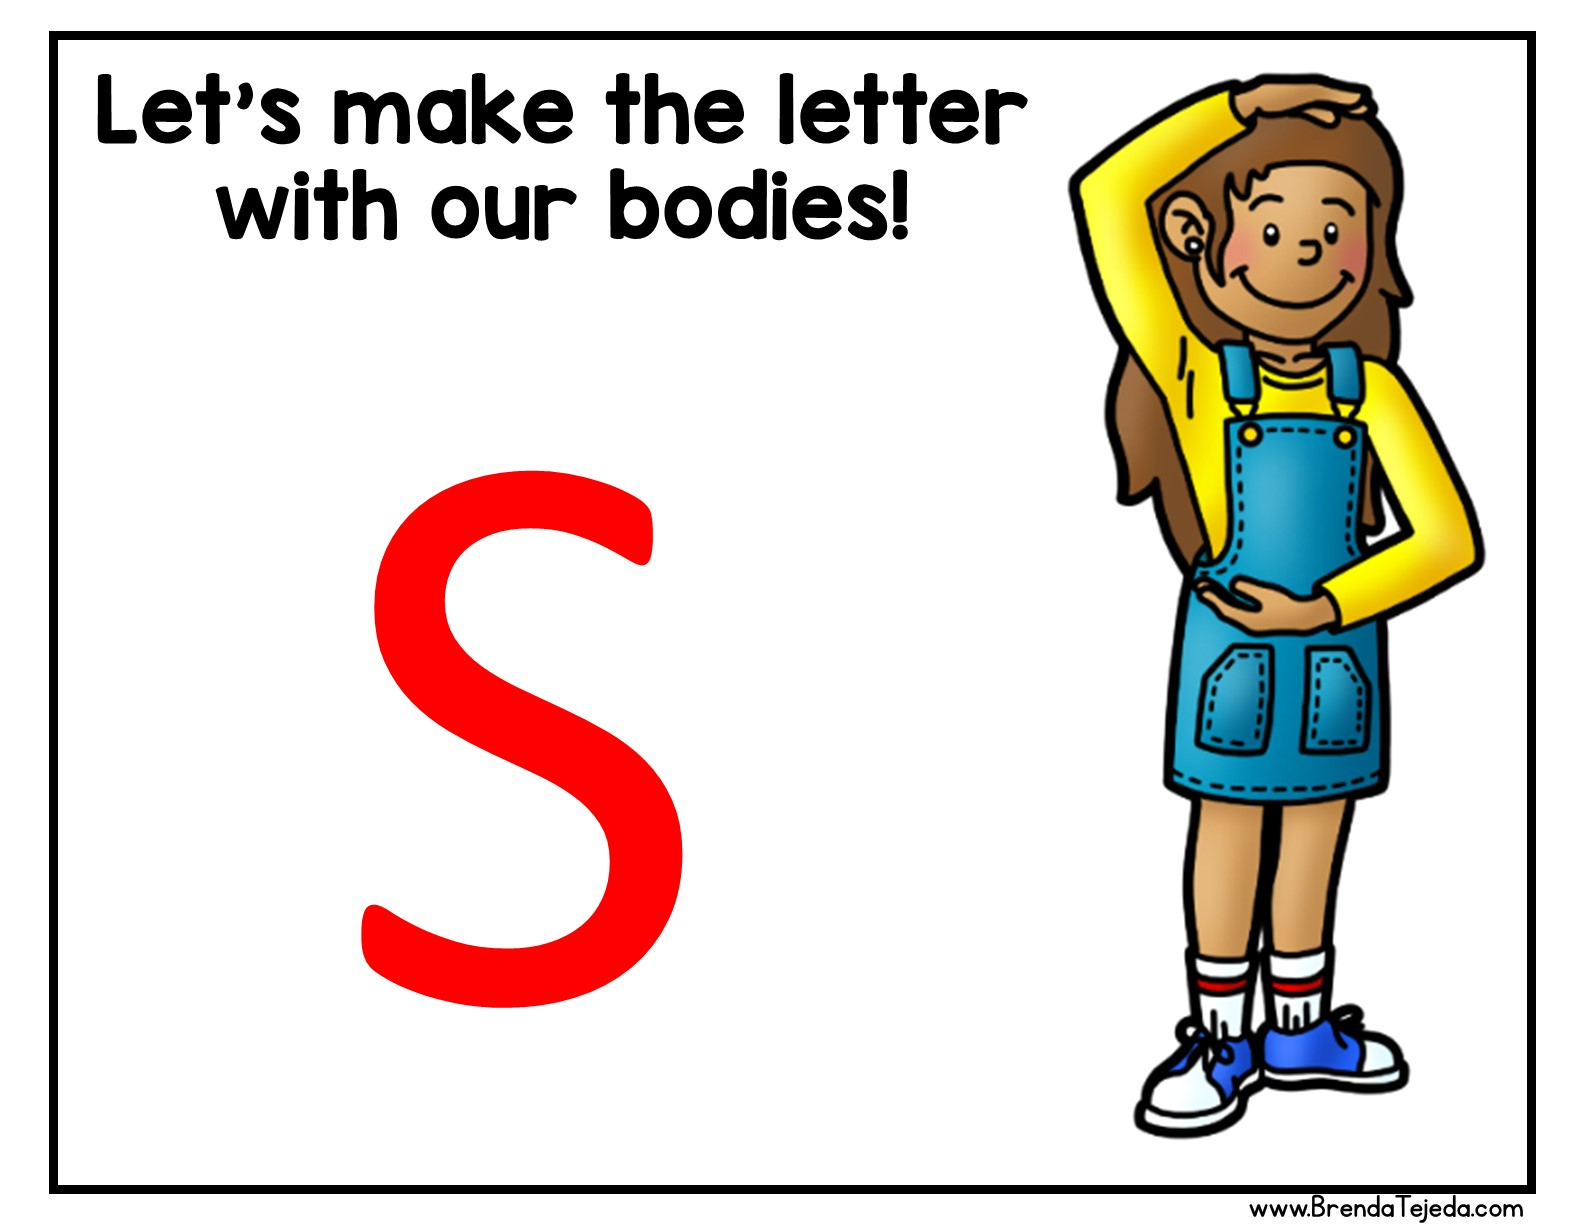 Let's make the letter
with our bodies!
S
www.BrendaTejeda.com